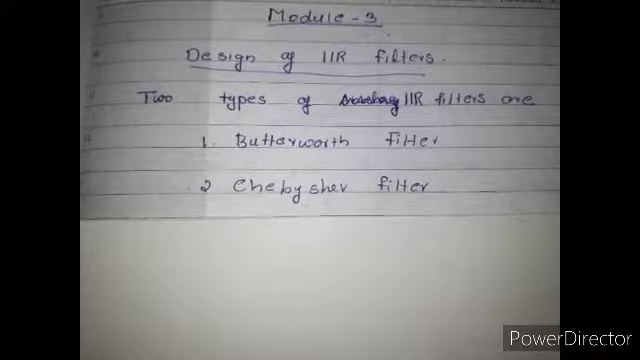 Module - 3
Design of IIR filters.
Two types of IIR filters are
1. Butterworth Filter
2 Chebyshev filter
PowerDirector